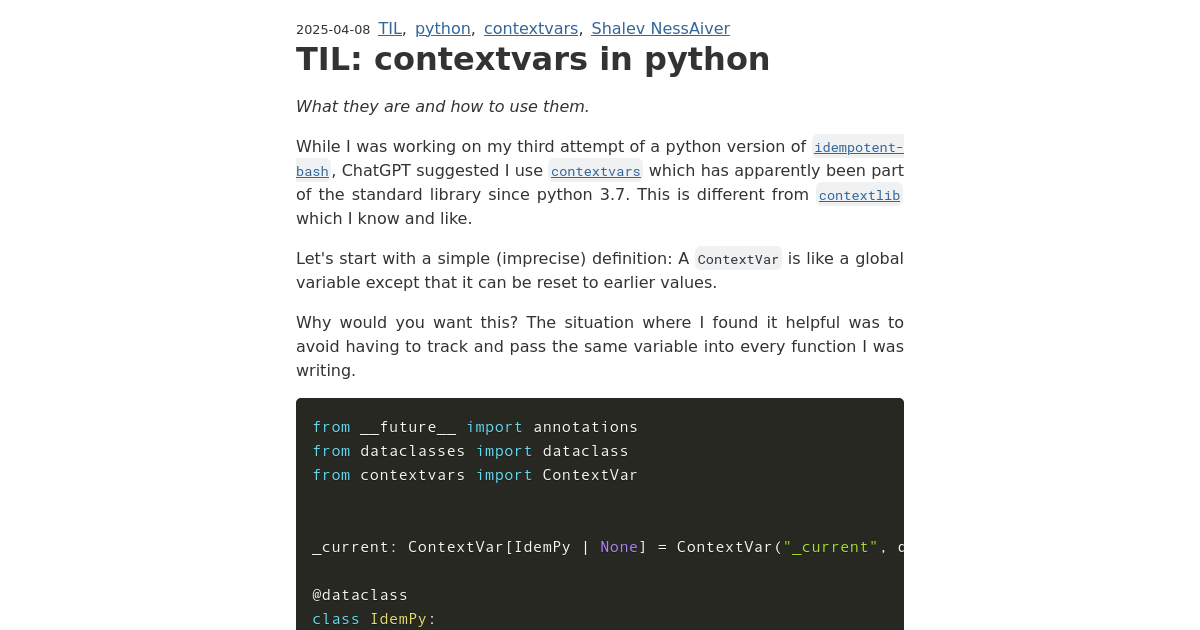 2025-04-08 TIL, python, contextvars, Shalev NessAiver
TIL: contextvars in python
What they are and how to use them.
While I was working on my third attempt of a python version of idempotent-
bash, ChatGPT suggested I use contextvars which has apparently been part
of the standard library since python 3.7. This is different from contextlib
which I know and like.
Let's start with a simple (imprecise) definition: A ContextVar is like a global
variable except that it can be reset to earlier values.
Why would you want this? The situation where I found it helpful was to
avoid having to track and pass the same variable into every function I was
writing.
from __future__ import annotations
from dataclasses import dataclass
from contextvars import ContextVar
_current: ContextVar[IdemPy | None] = ContextVar("_current",
@dataclass
class IdemPy: